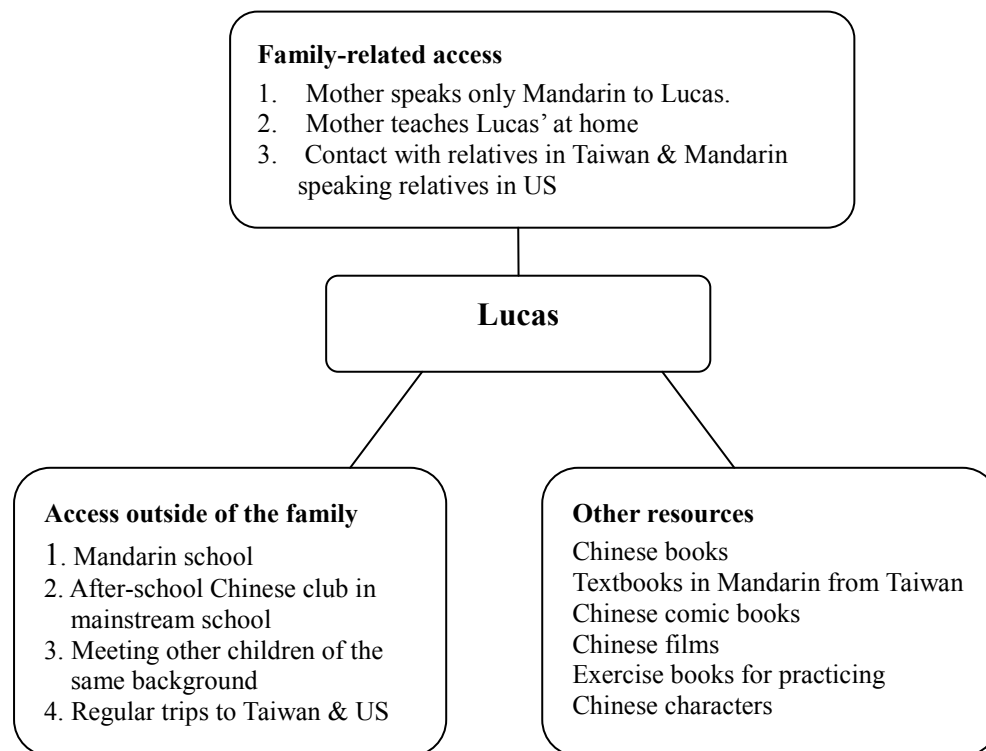 Family-related access
1. Mother speaks only Mandarin to Lucas.
2. Mother teaches Lucas’ at home
3. Contact with relatives in Taiwan & Mandarin
speaking relatives in US
Lucas
Access outside of the family
1. Mandarin school
2. After-school Chinese club in
mainstream school
3. Meeting other children of the
same background
4. Regular trips to Taiwan & US
Other resources
Chinese books
Textbooks in Mandarin from Taiwan
Chinese comic books
Chinese films
Exercise books for practicing
Chinese characters